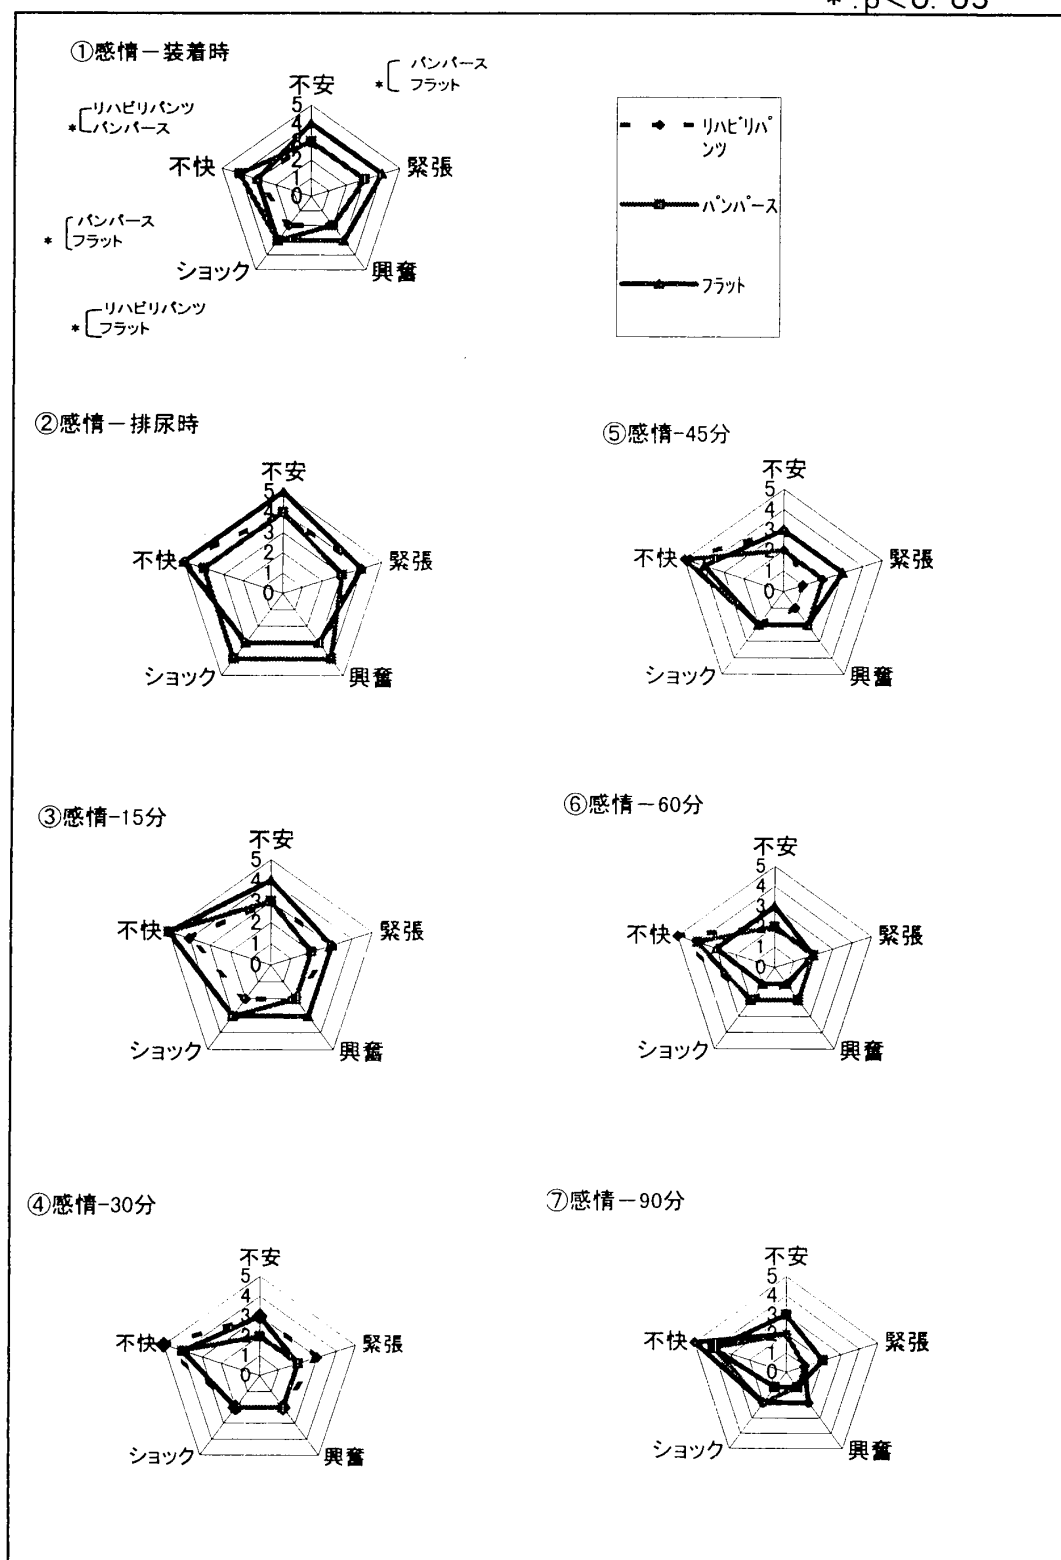 *:p<0.05
①感情－装着時
*[パンパース
フラット
*[リハビリパンツ
パンパース
*[パンパース
フラット
*[リハビリパンツ
フラット
不安
5
4
3
2
1
0
不快
緊張
ショック
興奮
リハビリパ
ンツ
パンパース
フラット
②感情－排尿時
不安
5
4
3
2
1
0
不快
緊張
ショック
興奮
③感情-15分
不安
5
4
3
2
1
0
不快
緊張
ショック
興奮
④感情-30分
不安
5
4
3
2
1
0
不快
緊張
ショック
興奮
⑤感情-45分
不安
5
4
3
2
1
0
不快
緊張
ショック
興奮
⑥感情－60分
不安
5
4
3
2
1
0
不快
緊張
ショック
興奮
⑦感情－90分
不安
5
4
3
2
1
0
不快
緊張
ショック
興奮